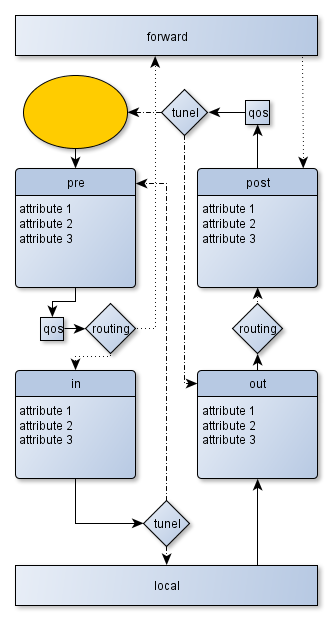 forward
tunel
qos
pre
attribute 1
attribute 2
attribute 3
post
attribute 1
attribute 2
attribute 3
qos
routing
routing
in
attribute 1
attribute 2
attribute 3
out
attribute 1
attribute 2
attribute 3
tunel
local